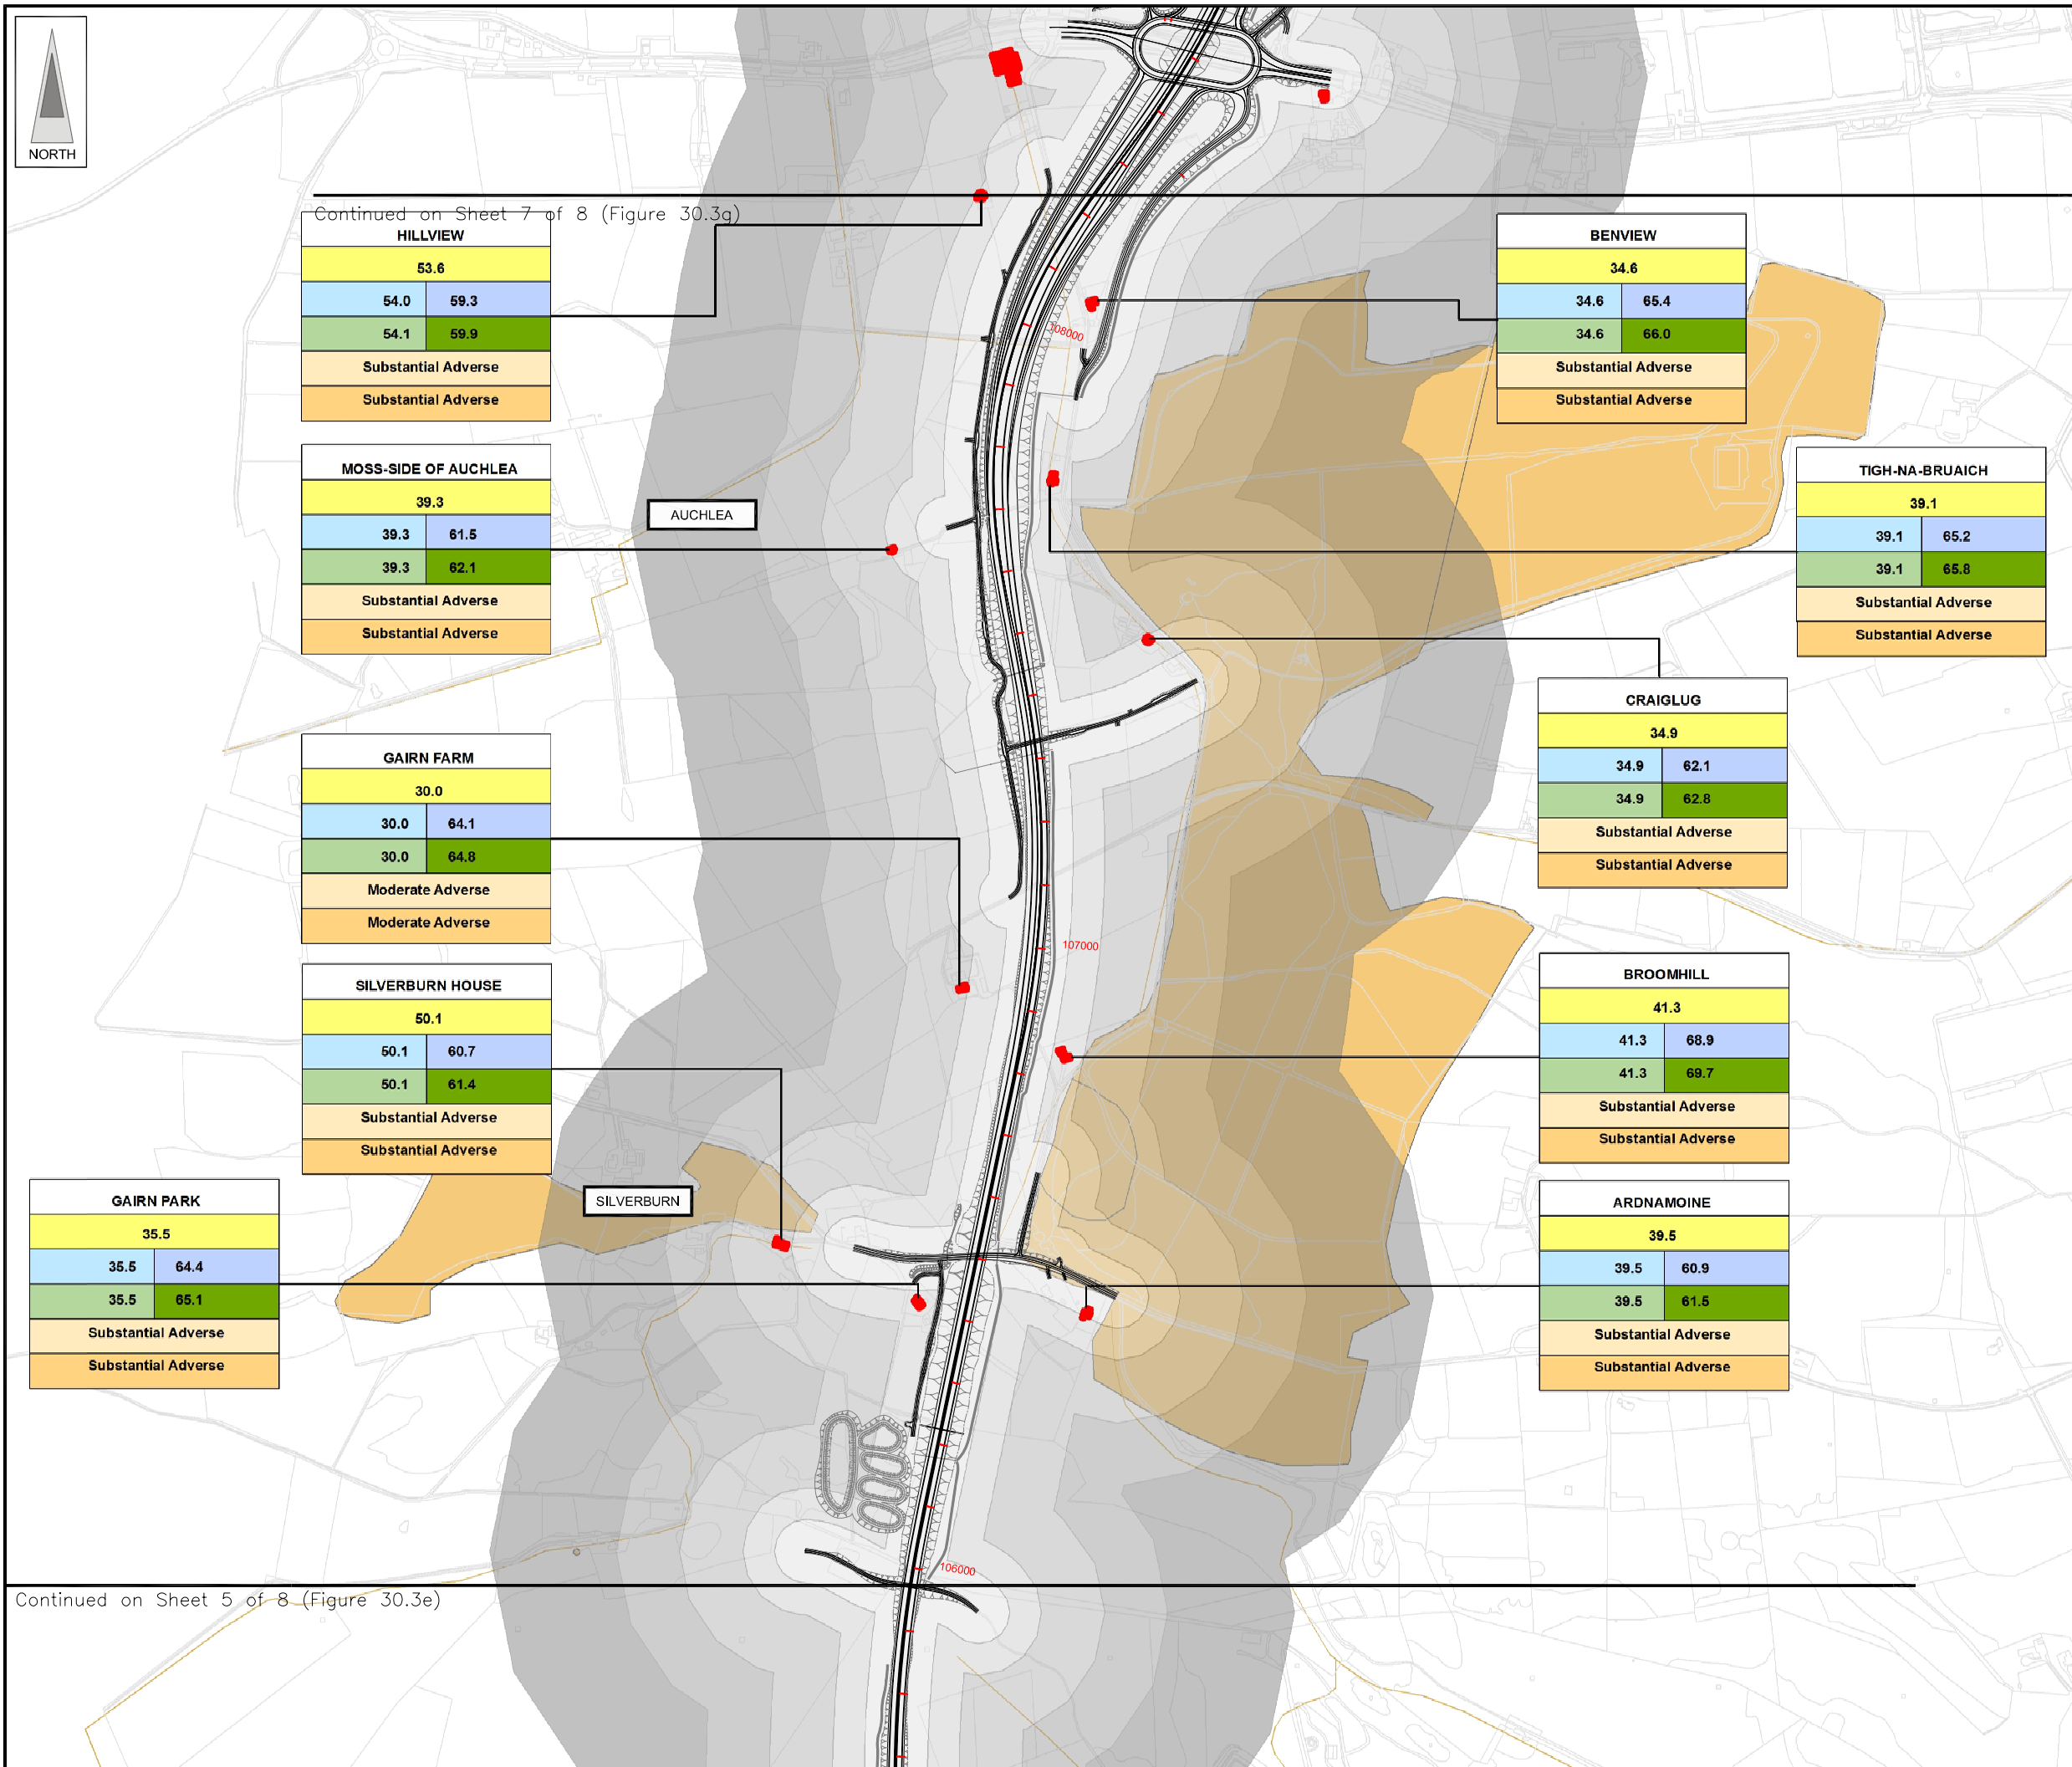 NORTH
Continued on Sheet 7 of 8 (Figure 30.3g)
HILLVIEW
53.6
54.0 59.3
54.1 59.9
Substantial Adverse
Substantial Adverse
BENVIEW
34.6
34.6 65.4
34.6 66.0
Substantial Adverse
Substantial Adverse
108000
MOSS-SIDE OF AUCHLEA
39.3
39.3 61.5
39.3 62.1
Substantial Adverse
Substantial Adverse
AUCHLEA
TIGH-NA-BRUAICH
39.1
39.1 65.2
39.1 65.8
Substantial Adverse
Substantial Adverse
CRAIGLUG
34.9
34.9 62.1
34.9 62.8
Substantial Adverse
Substantial Adverse
GAIRN FARM
30.0
30.0 64.1
30.0 64.8
Moderate Adverse
Moderate Adverse
107000
SILVERBURN HOUSE
50.1
50.1 60.7
50.1 61.4
Substantial Adverse
Substantial Adverse
BROOMHILL
41.3
41.3 68.9
41.3 69.7
Substantial Adverse
Substantial Adverse
SILVERBURN
GAIRN PARK
35.5
35.5 64.4
35.5 65.1
Substantial Adverse
Substantial Adverse
ARDNAMOINE
39.5
39.5 60.9
39.5 61.5
Substantial Adverse
Substantial Adverse
106000
Continued on Sheet 5 of 8 (Figure 30.3e)